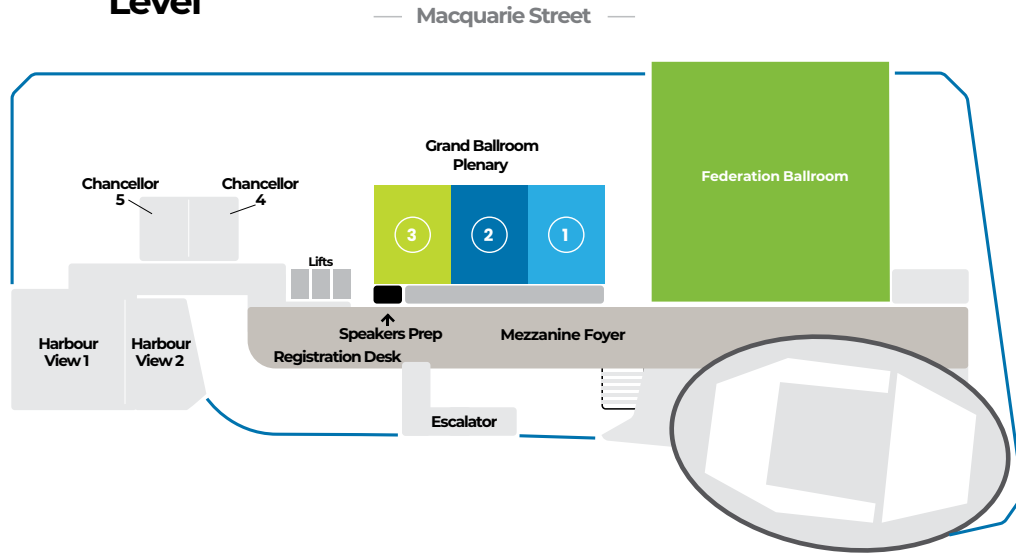 Level
Macquarie Street
Grand Ballroom
Plenary
Federation Ballroom
Chancellor
5
Chancellor
4
3
2
1
Lifts
Speakers Prep
Mezzanine Foyer
Harbour
View 1
Harbour
View 2
Registration Desk
Escalator